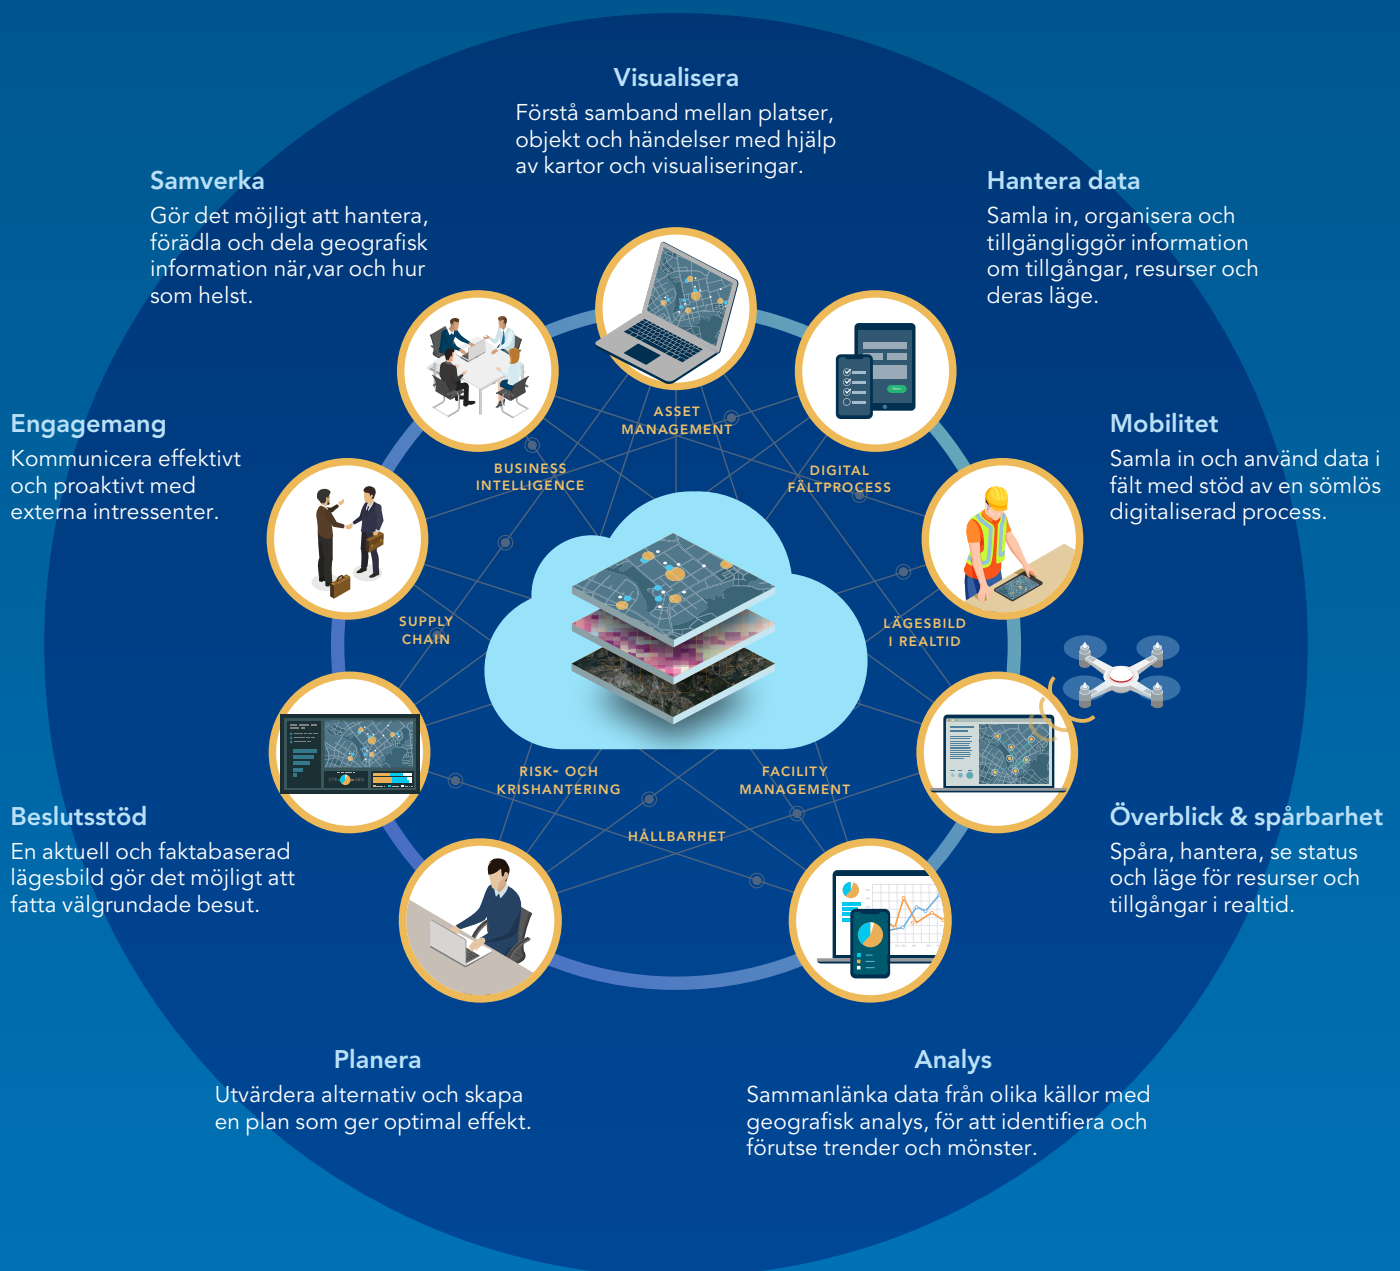 Visualisera
Förstå samband mellan platser,
objekt och händelser med hjälp
av kartor och visualiseringar.
Samverka
Gör det möjligt att hantera,
förädla och dela geografisk
information när,var och hur
som helst.
Hantera data
Samla in, organisera och
tillgängliggör information
om tillgångar, resurser och
deras läge.
Engagemang
Kommunicera effektivt
och proaktivt med
externa intressenter.
Mobilitet
Samla in och använd data i
fält med stöd av en sömlös
digitaliserad process.
ASSET
MANAGEMENT
BUSINESS
INTELLIGENCE
DIGITAL
FÄLTPROCESS
SUPPLY
CHAIN
LÄGESBILD
I REALTID
RISK- OCH
KRISHANTERING
FACILITY
MANAGEMENT
HÅLLBARHET
Beslutsstöd
En aktuell och faktabaserad
lägesbild gör det möjligt att
fatta välgrundade besut.
Överblick & spårbarhet
Spåra, hantera, se status
och läge för resurser och
tillgångar i realtid.
Planera
Utvärdera alternativ och skapa
en plan som ger optimal effekt.
Analys
Sammanlänka data från olika källor med
geografisk analys, för att identifiera och
förutse trender och mönster.